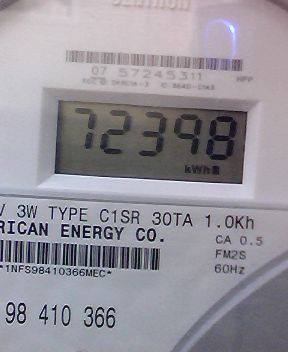 07 57245311
HPP
72398
kWh
V 3W TYPE C1SR 30TA 1.0Kh
RICAN ENERGY CO.
CA 0.5
FM2S
60Hz
*1NFS98410366MEC*
98 410 366